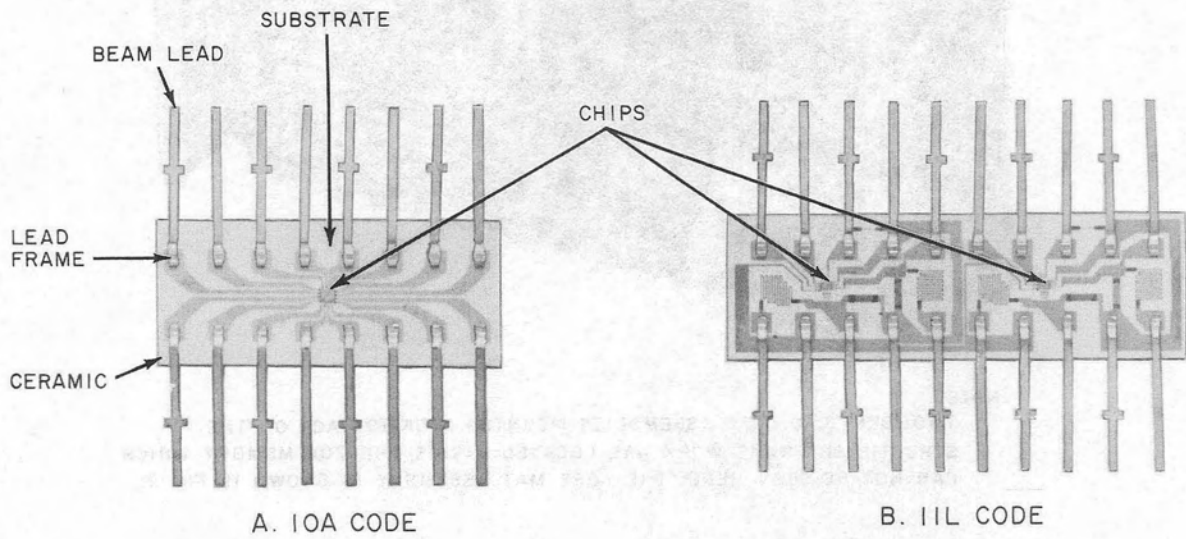 SUBSTRATE
BEAM LEAD
CHIPS
LEAD
FRAME
CERAMIC
A. 10A CODE
B. 11L CODE